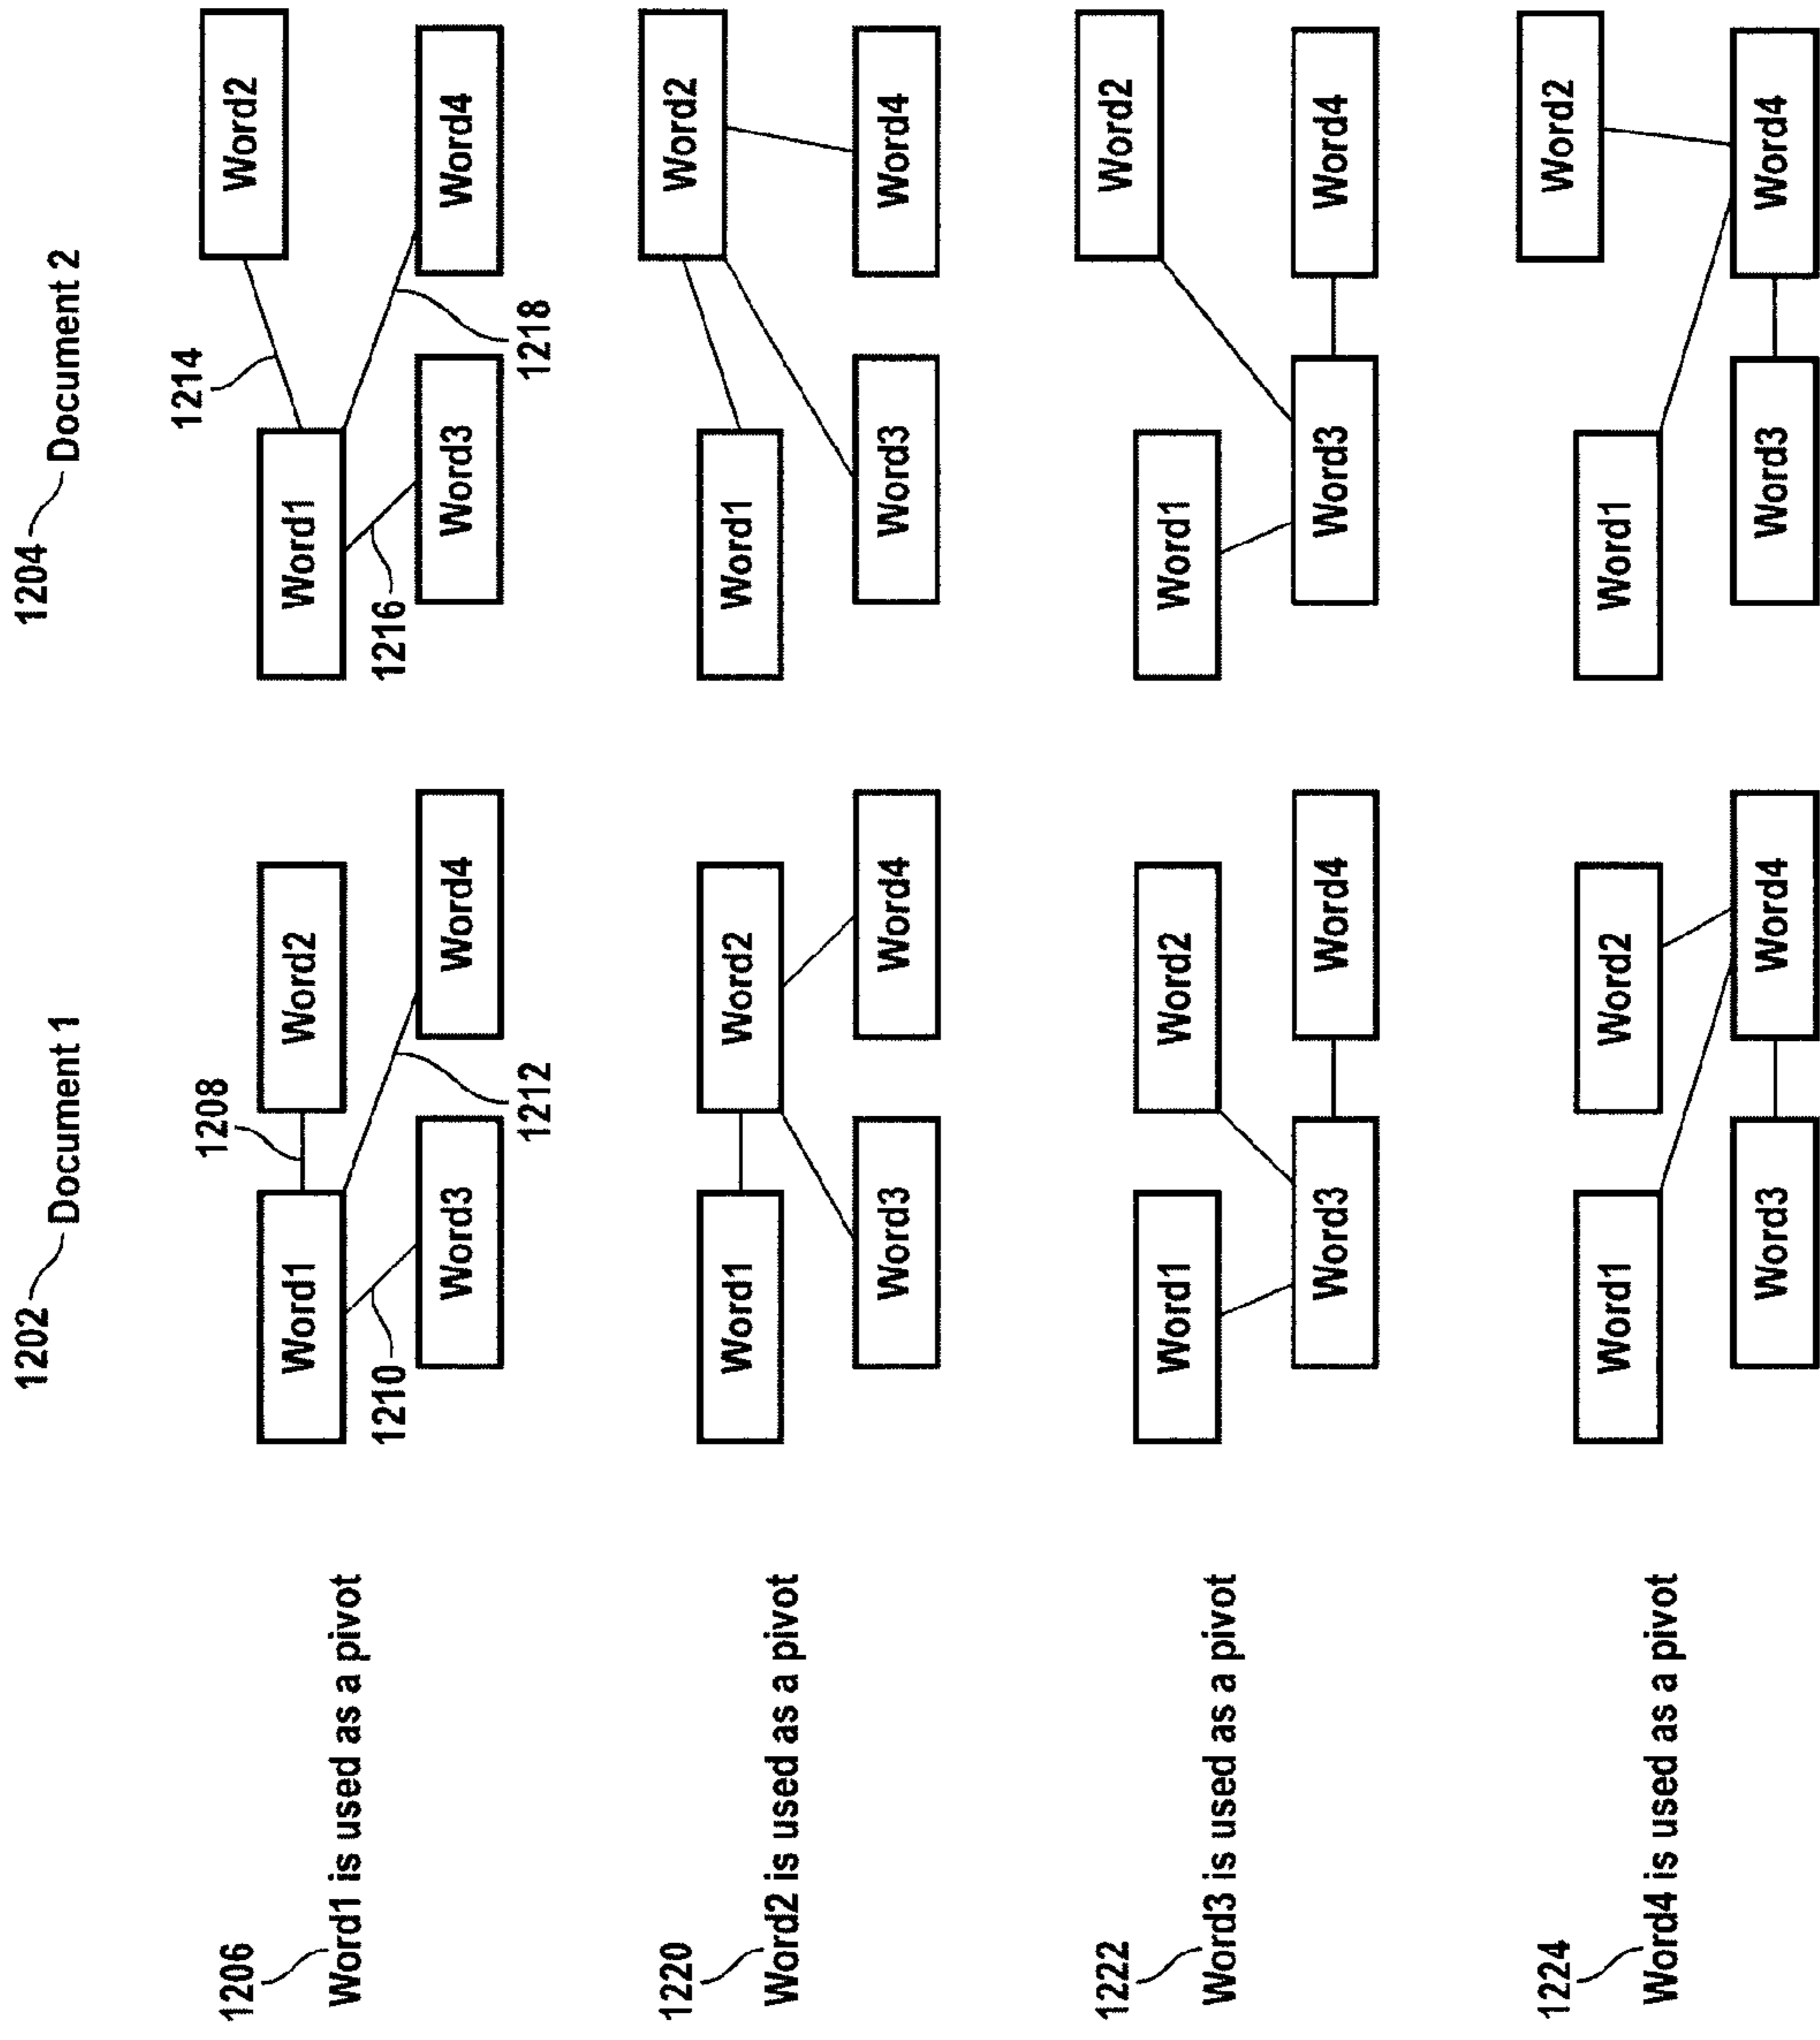 1202 Document 1
1204 Document 2
1206
Word1 is used as a pivot
Word1
Word2
Word3
Word4
1208
1210
1212
Word1
Word2
Word3
Word4
1214
1216
1218
1220
Word2 is used as a pivot
Word1
Word2
Word3
Word4
Word1
Word2
Word3
Word4
1222
Word3 is used as a pivot
Word1
Word2
Word3
Word4
Word1
Word2
Word3
Word4
1224
Word4 is used as a pivot
Word1
Word2
Word3
Word4
Word1
Word2
Word3
Word4